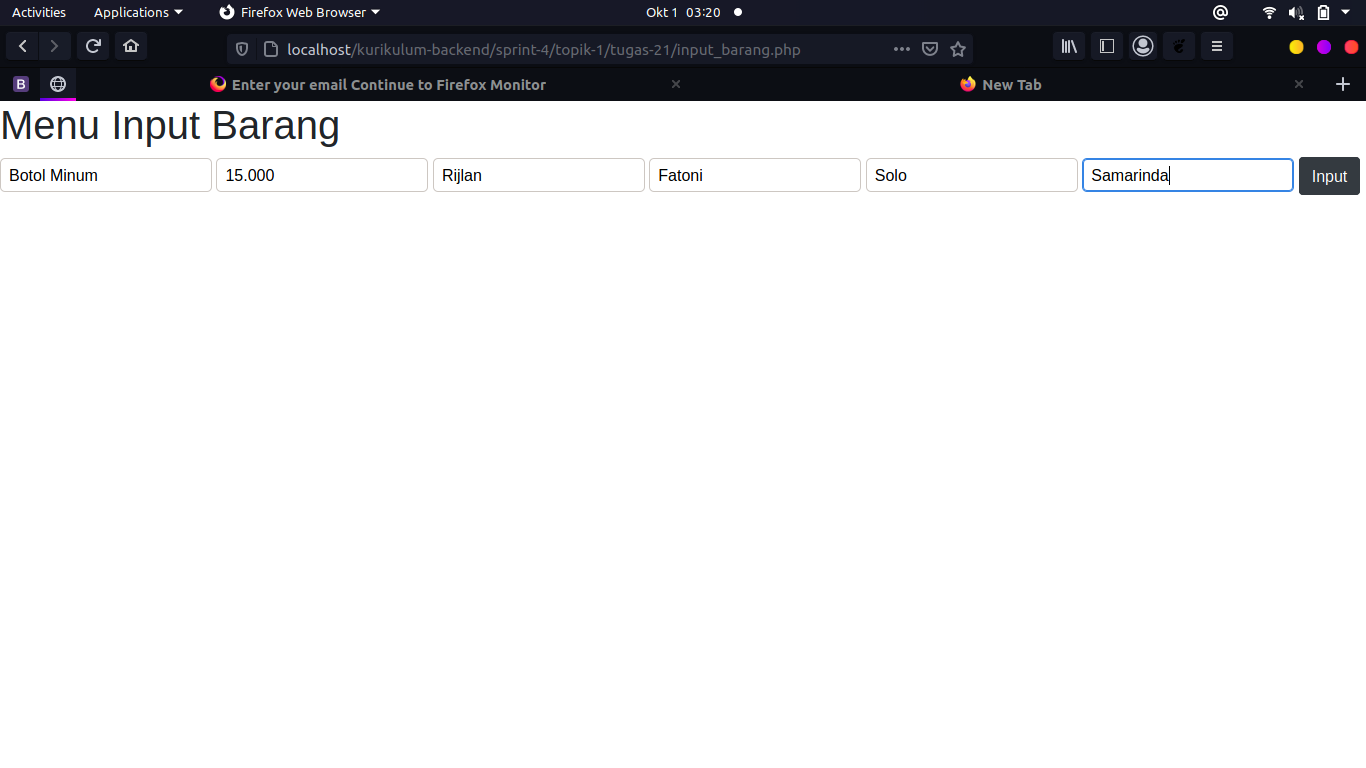 Activities Applications Firefox Web Browser Okt 1 03:20
localhost/kurikulum-backend/sprint-4/topik-1/tugas-21/input_barang.php
B Enter your email Continue to Firefox Monitor New Tab
Menu Input Barang
Botol Minum 15.000 Rijlan Fatoni Solo Samarinda Input